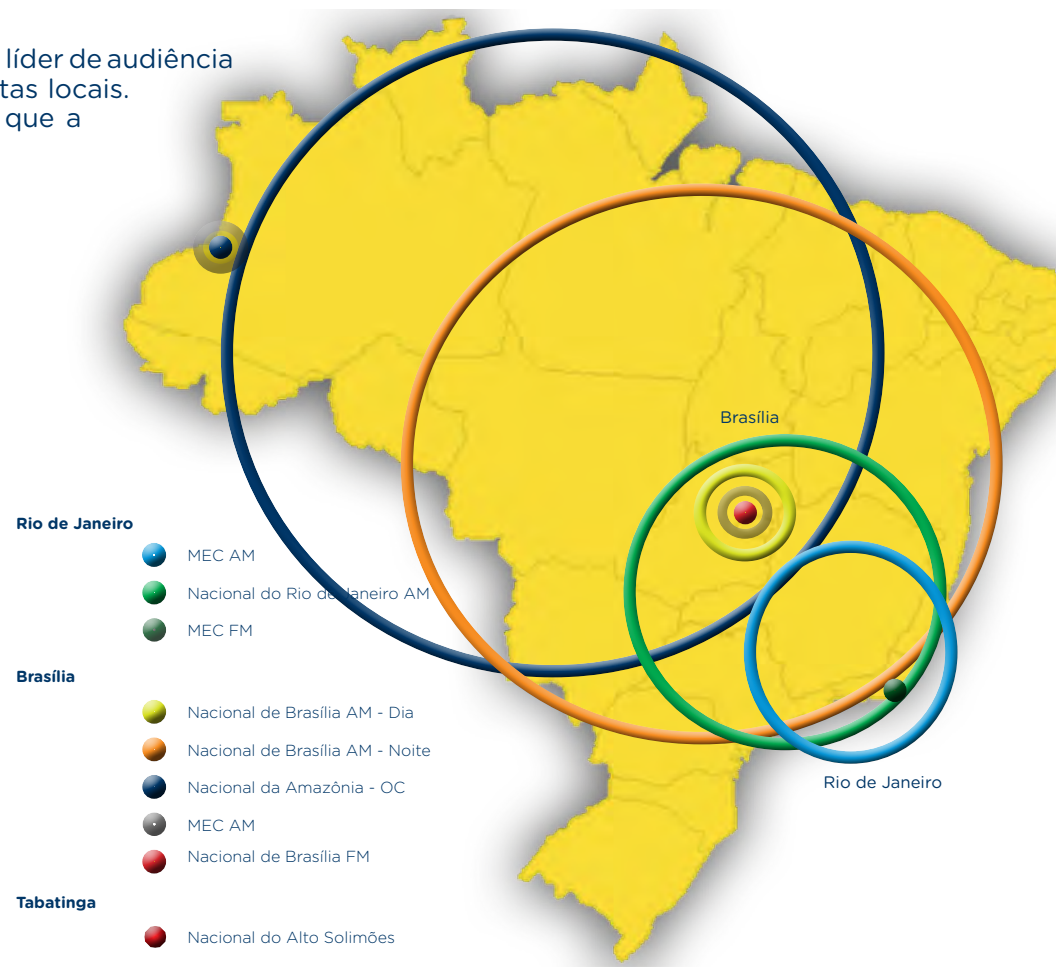 líder de audiência
tas locais.
que a
Brasília
Rio de Janeiro
Rio de Janeiro
MEC AM
Nacional do Rio de Janeiro AM
MEC FM
Brasília
Nacional de Brasília AM - Dia
Nacional de Brasília AM - Noite
Nacional da Amazônia - OC
MEC AM
Nacional de Brasília FM
Tabatinga
Nacional do Alto Solimões